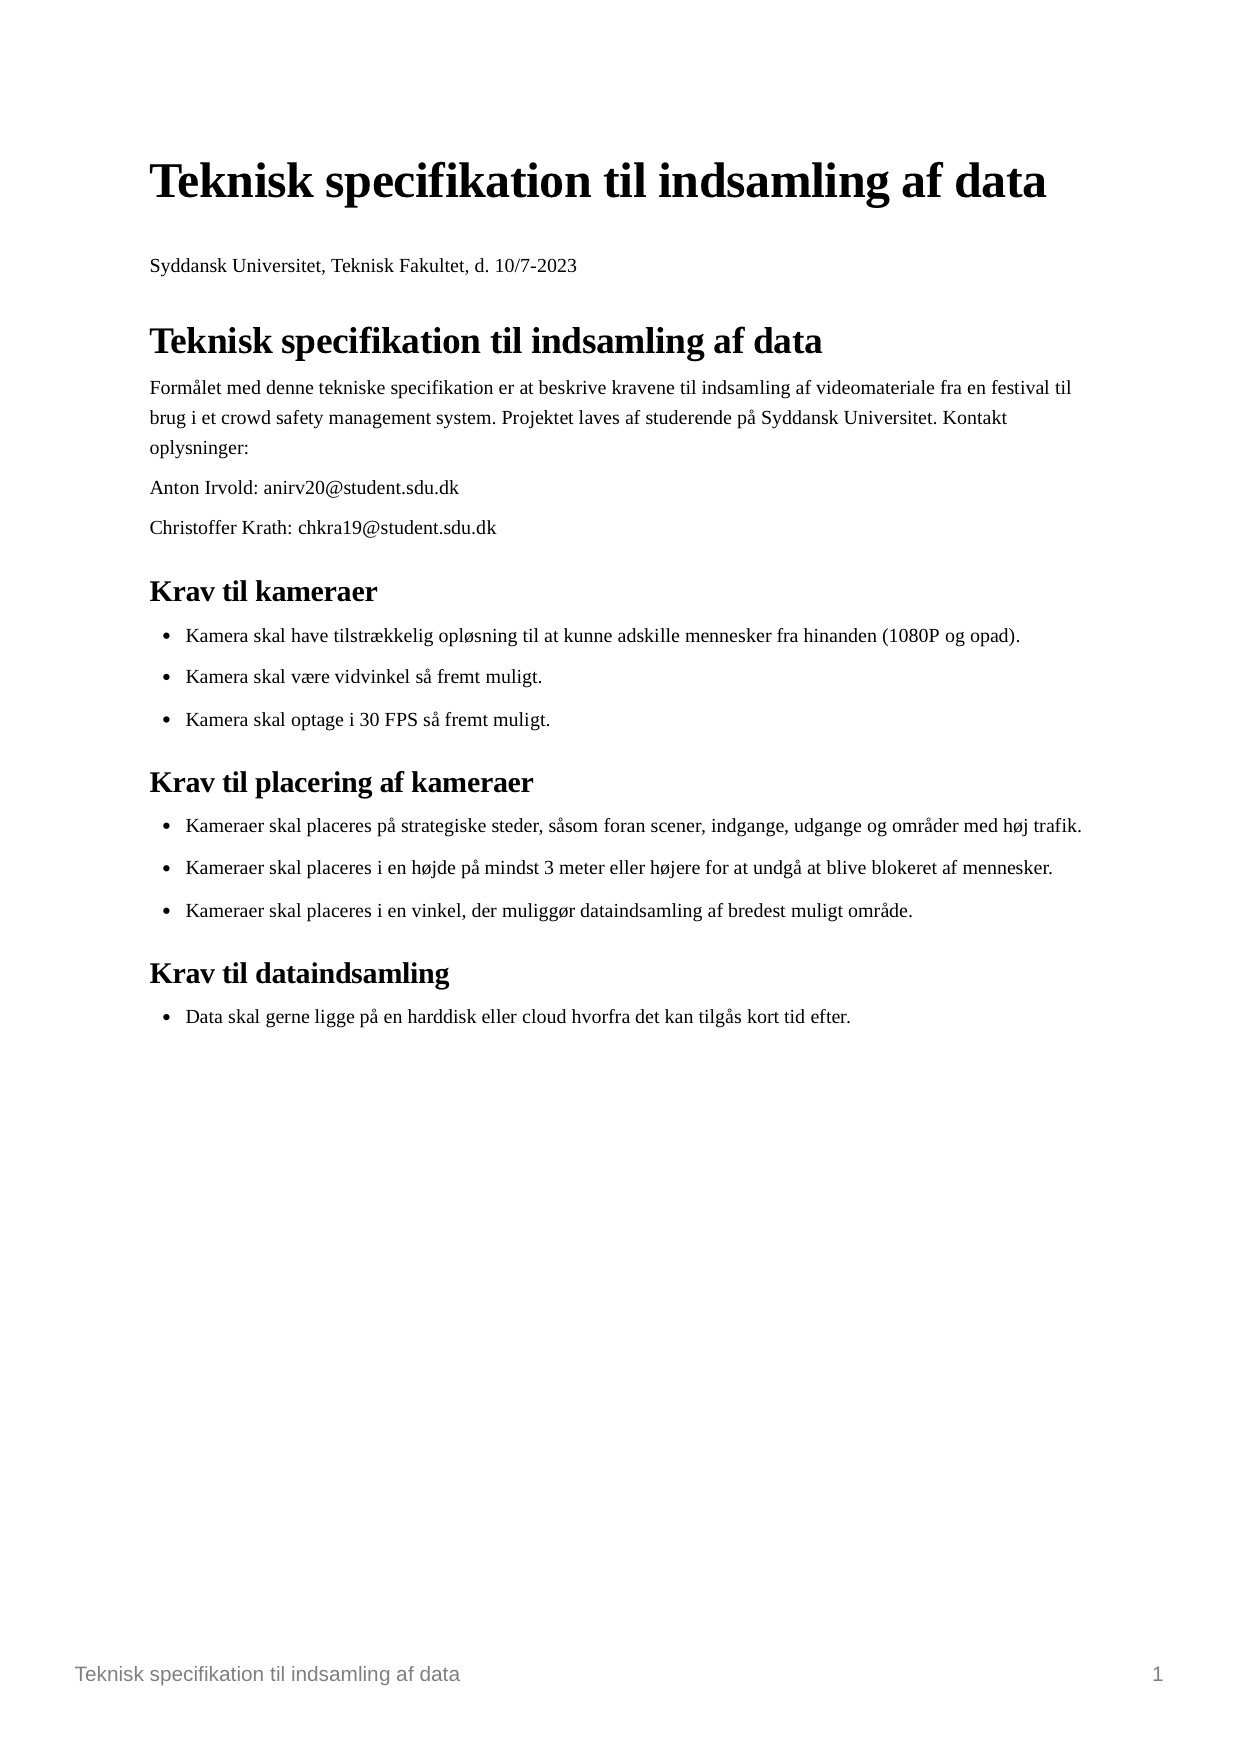 Teknisk specifikation til indsamling af data
Syddansk Universitet, Teknisk Fakultet, d. 10/7-2023
Teknisk specifikation til indsamling af data
Formålet med denne tekniske specifikation er at beskrive kravene til indsamling af videomateriale fra en festival til
brug i et crowd safety management system. Projektet laves af studerende på Syddansk Universitet. Kontakt
oplysninger:
Anton Irvold: anirv20@student.sdu.dk
Christoffer Krath: chkra19@student.sdu.dk
Krav til kameraer
• Kamera skal have tilstrækkelig opløsning til at kunne adskille mennesker fra hinanden (1080P og opad).
• Kamera skal være vidvinkel så fremt muligt.
• Kamera skal optage i 30 FPS så fremt muligt.
Krav til placering af kameraer
• Kameraer skal placeres på strategiske steder, såsom foran scener, indgange, udgange og områder med høj trafik.
• Kameraer skal placeres i en højde på mindst 3 meter eller højere for at undgå at blive blokeret af mennesker.
• Kameraer skal placeres i en vinkel, der muliggør dataindsamling af bredest muligt område.
Krav til dataindsamling
• Data skal gerne ligge på en harddisk eller cloud hvorfra det kan tilgås kort tid efter.
Teknisk specifikation til indsamling af data 1